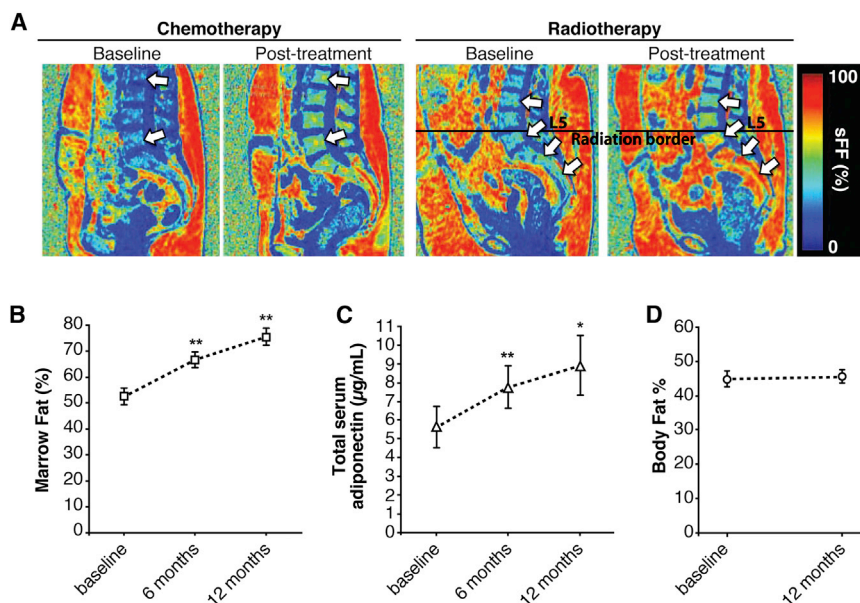 A
Chemotherapy
Radiotherapy
Baseline
Post-treatment
Baseline
Post-treatment
L5
Radiation border
L5
100
sFF (%)
0
B
Marrow Fat (%)
80
70
60
50
40
30
20
10
0
**
**
baseline
6 months
12 months
C
Total serum
adiponectin (µg/mL)
11
10
9
8
7
6
5
4
3
2
1
0
**
*
baseline
6 months
12 months
D
Body Fat %
60
50
40
30
20
10
0
baseline
12 months